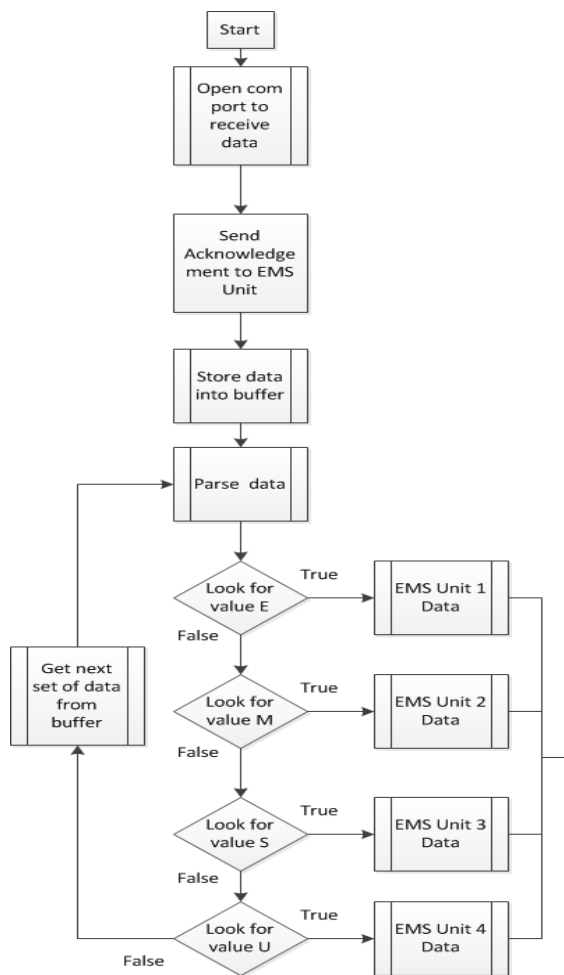 Start
Open com
port to
receive
data
Send
Acknowledge
ment to EMS
Unit
Store data
into buffer
Parse data
Look for
value E
True
EMS Unit 1
Data
False
Get next
set of data
from
buffer
Look for
value M
True
EMS Unit 2
Data
False
Look for
value S
True
EMS Unit 3
Data
False
Look for
value U
True
EMS Unit 4
Data
False